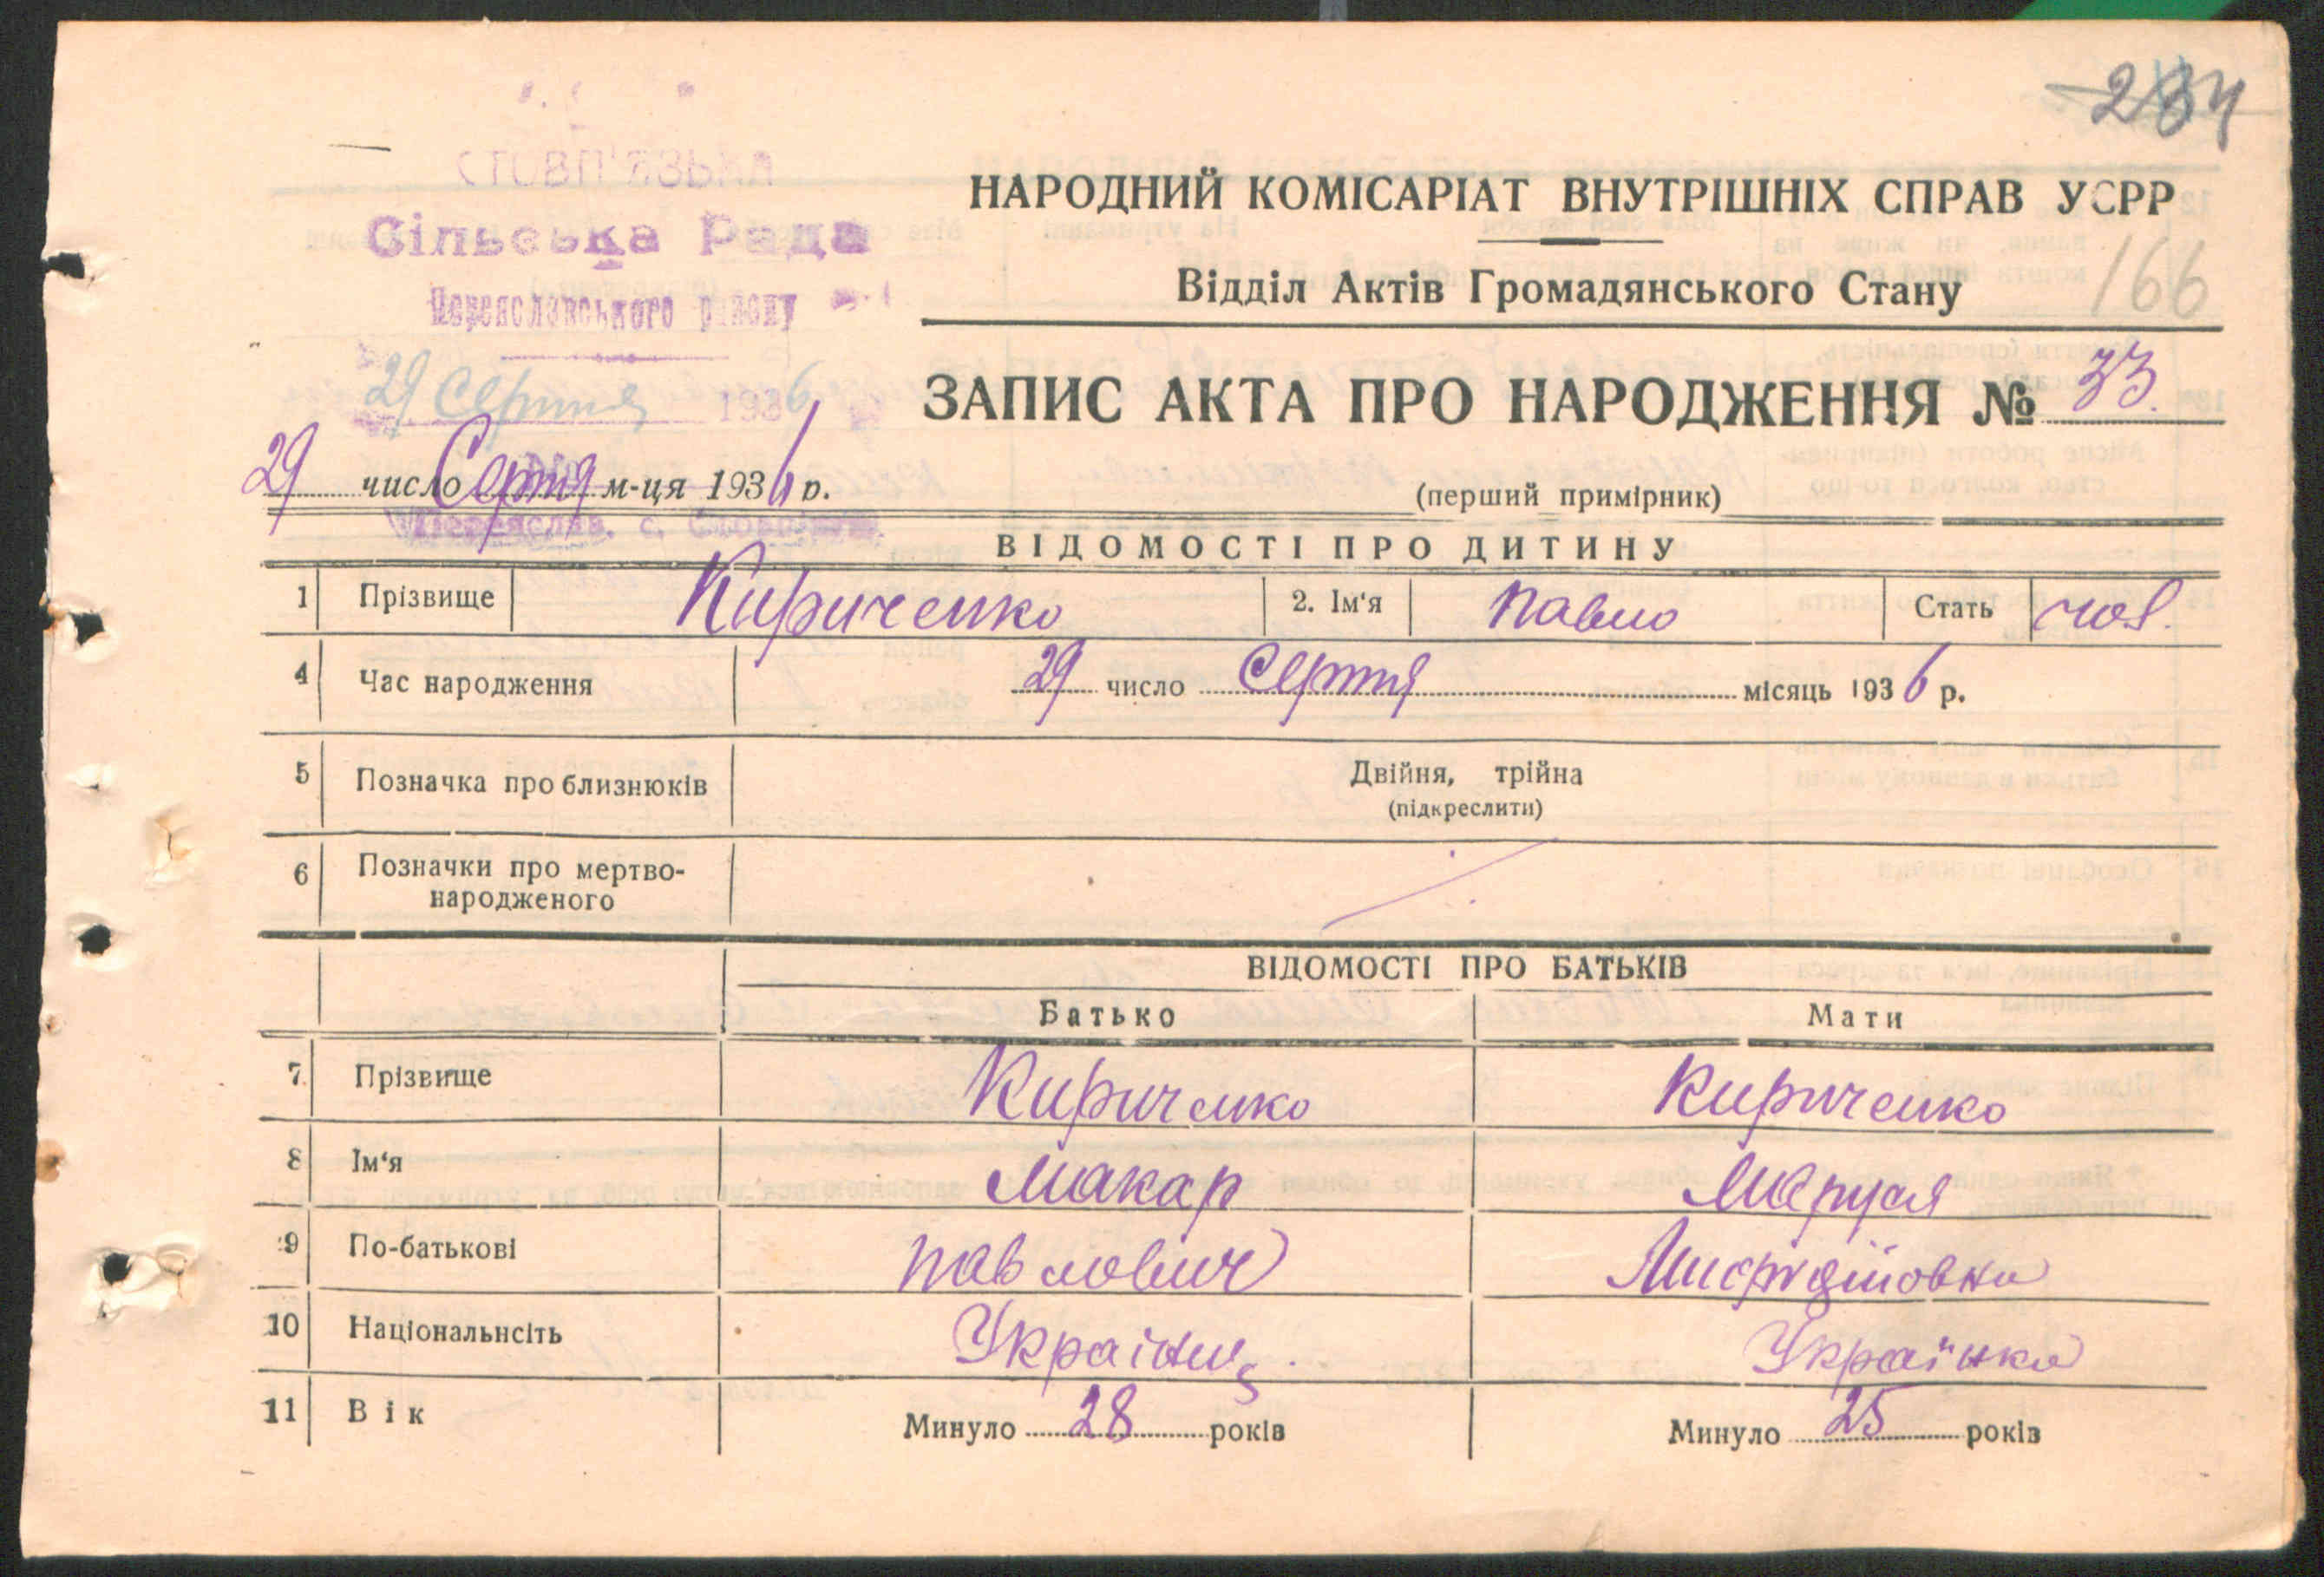 234
СТОВП'ЯЗЬКА
Сільська Рада
Переяславського району
29 Серпня 1936
НАРОДНИЙ КОМІСАРІАТ ВНУТРІШНІХ СПРАВ УСРР
166
Відділ Актів Громадянського Стану
ЗАПИС АКТА ПРО НАРОДЖЕННЯ № 33.
29 число Серпня м-ця 1936 р.
(перший примірник)
Переяслав. с.
ВІДОМОСТІ ПРО ДИТИНУ
1 Прізвище Кириченко 2. Ім'я Павло Стать чол.
4 Час народження 29 число Серпня місяць 1936 р.
5 Позначка про близнюків Двійня, трійна
(підкреслити)
6 Позначки про мертво-
народженого
ВІДОМОСТІ ПРО БАТЬКІВ
Батько Мати
7. Прізвище Кириченко Кириченко
8 Ім'я Макар Маруся
9 По-батькові Павлович
10 Національнсіть Українц. Українка
11 Вік Минуло 28 років Минуло 25 років